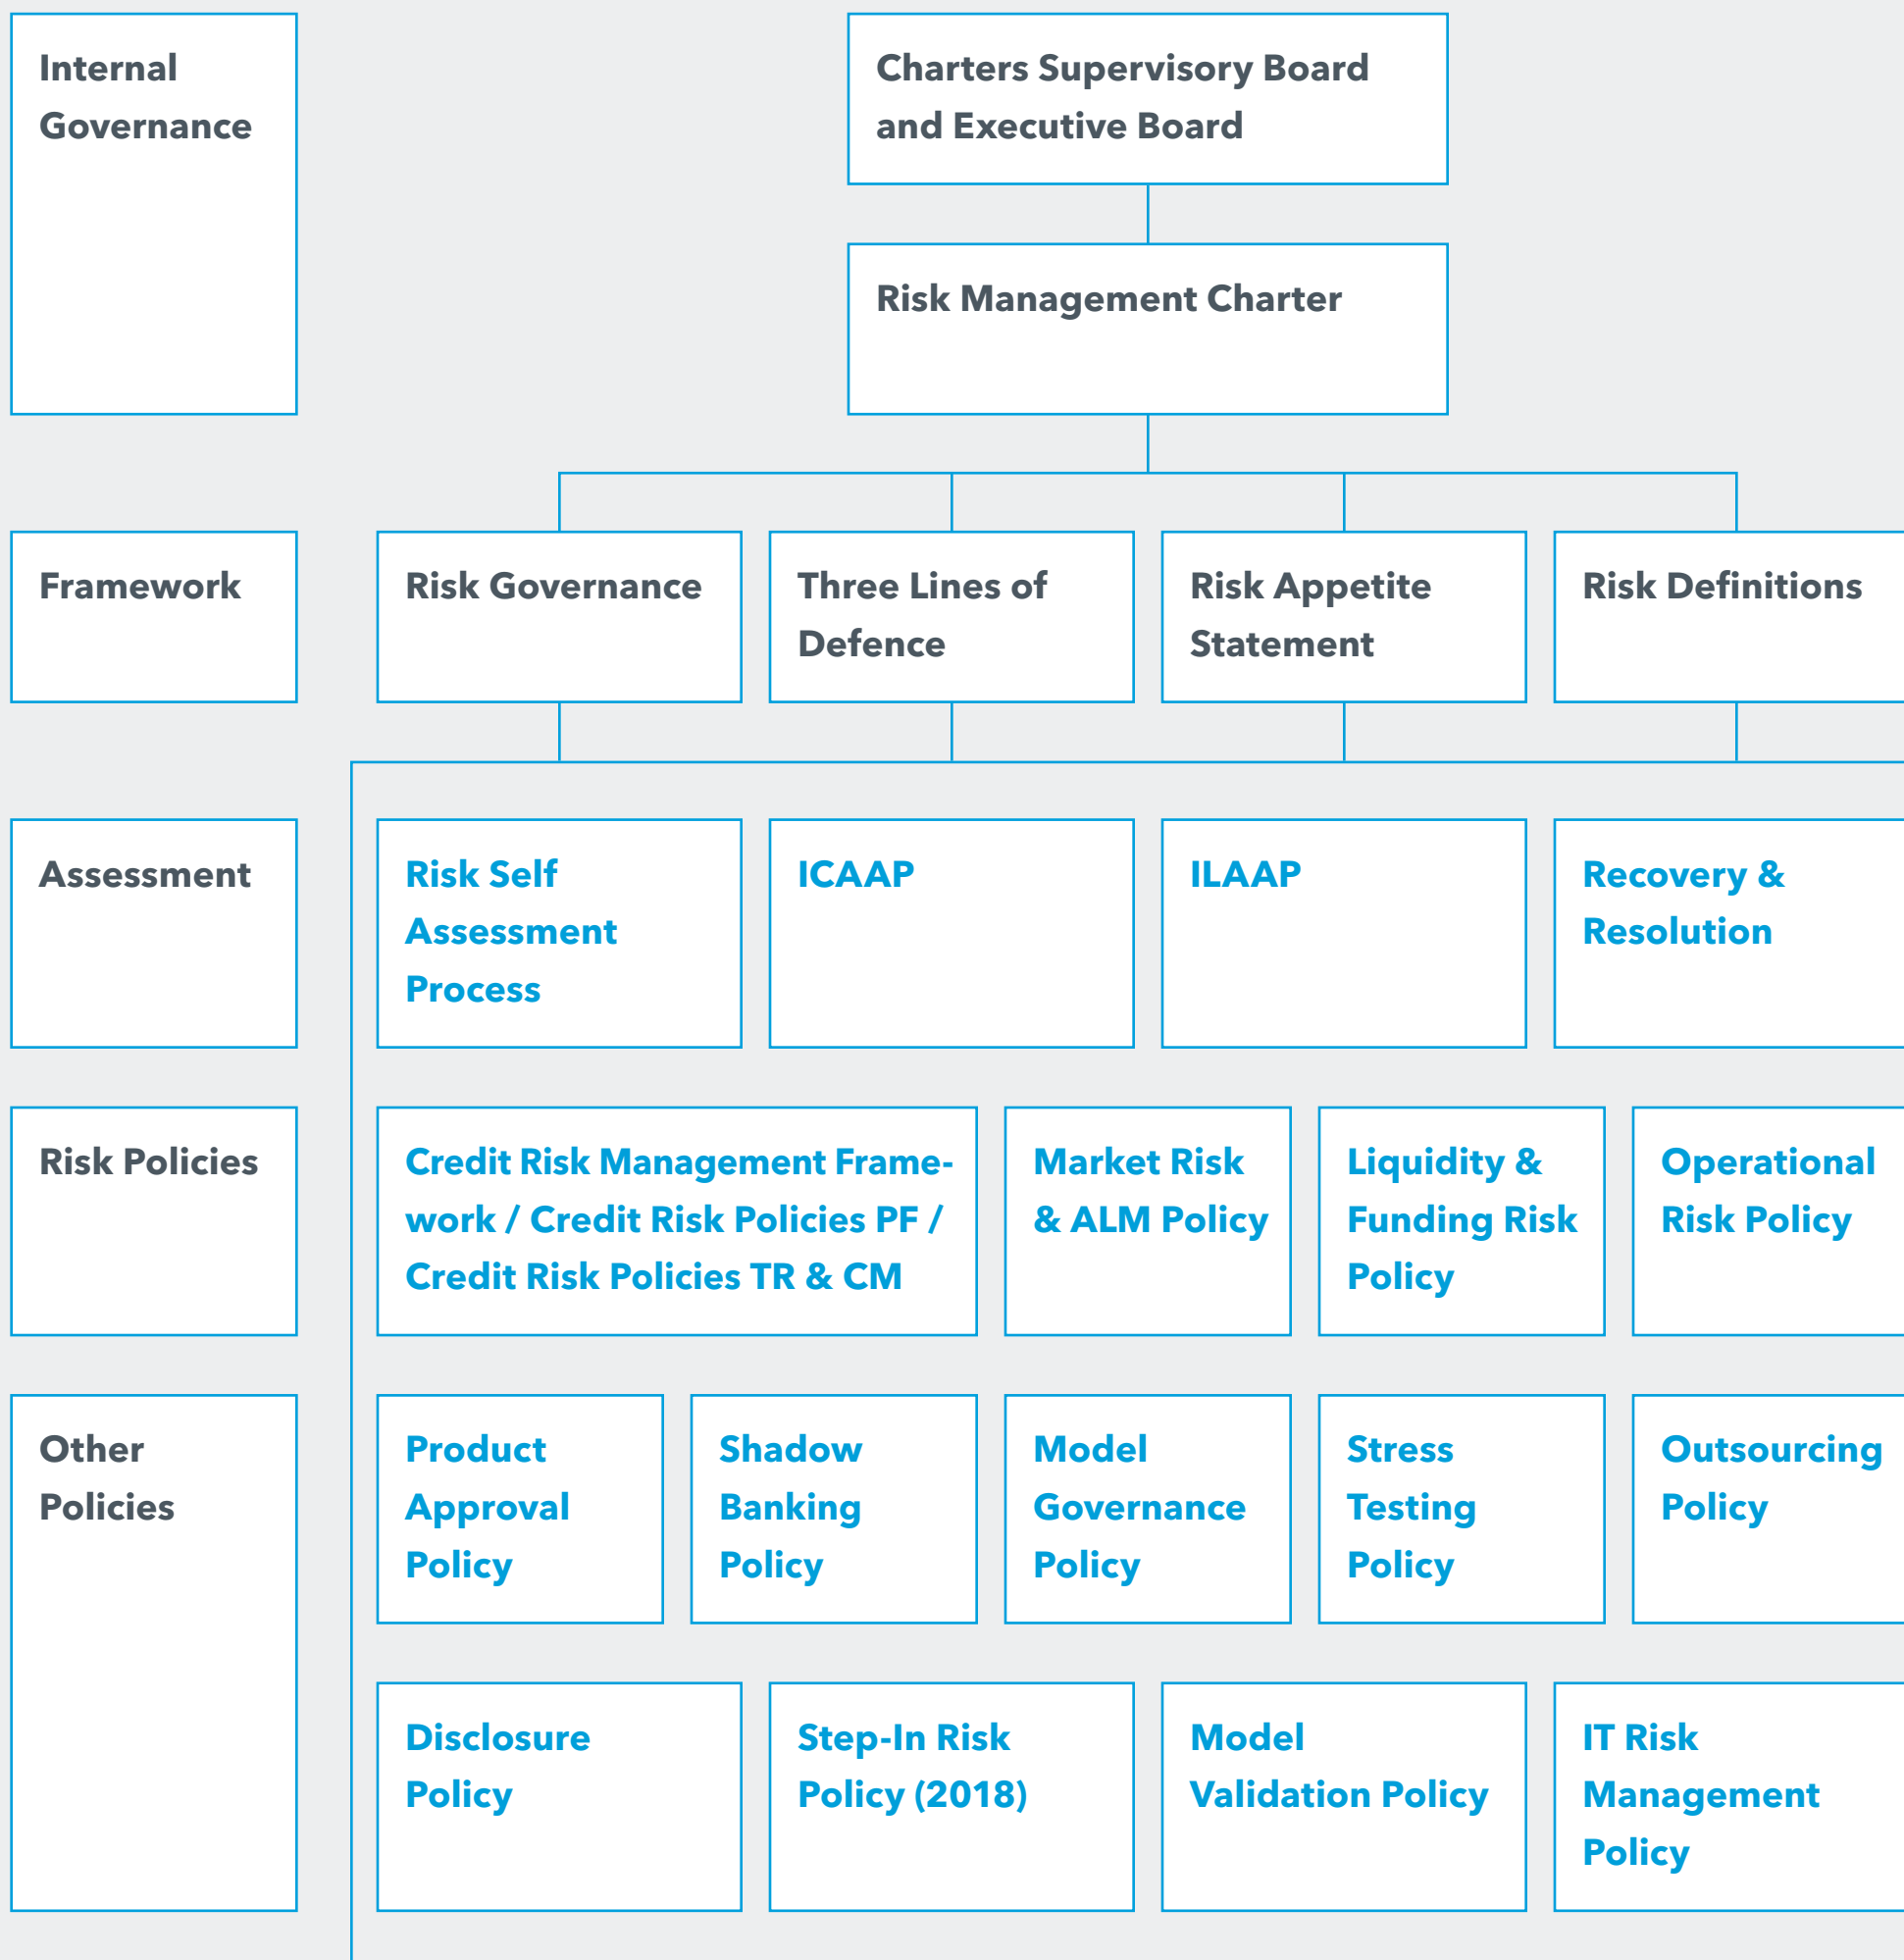 Internal
Governance
Charters Supervisory Board
and Executive Board
Risk Management Charter
Framework
Risk Governance
Three Lines of
Defence
Risk Appetite
Statement
Risk Definitions
Assessment
Risk Self
Assessment
Process
ICAAP
ILAAP
Recovery &
Resolution
Risk Policies
Credit Risk Management Frame-
work / Credit Risk Policies PF /
Credit Risk Policies TR & CM
Market Risk
& ALM Policy
Liquidity &
Funding Risk
Policy
Operational
Risk Policy
Other
Policies
Product
Approval
Policy
Shadow
Banking
Policy
Model
Governance
Policy
Stress
Testing
Policy
Outsourcing
Policy
Disclosure
Policy
Step-In Risk
Policy (2018)
Model
Validation Policy
IT Risk
Management
Policy